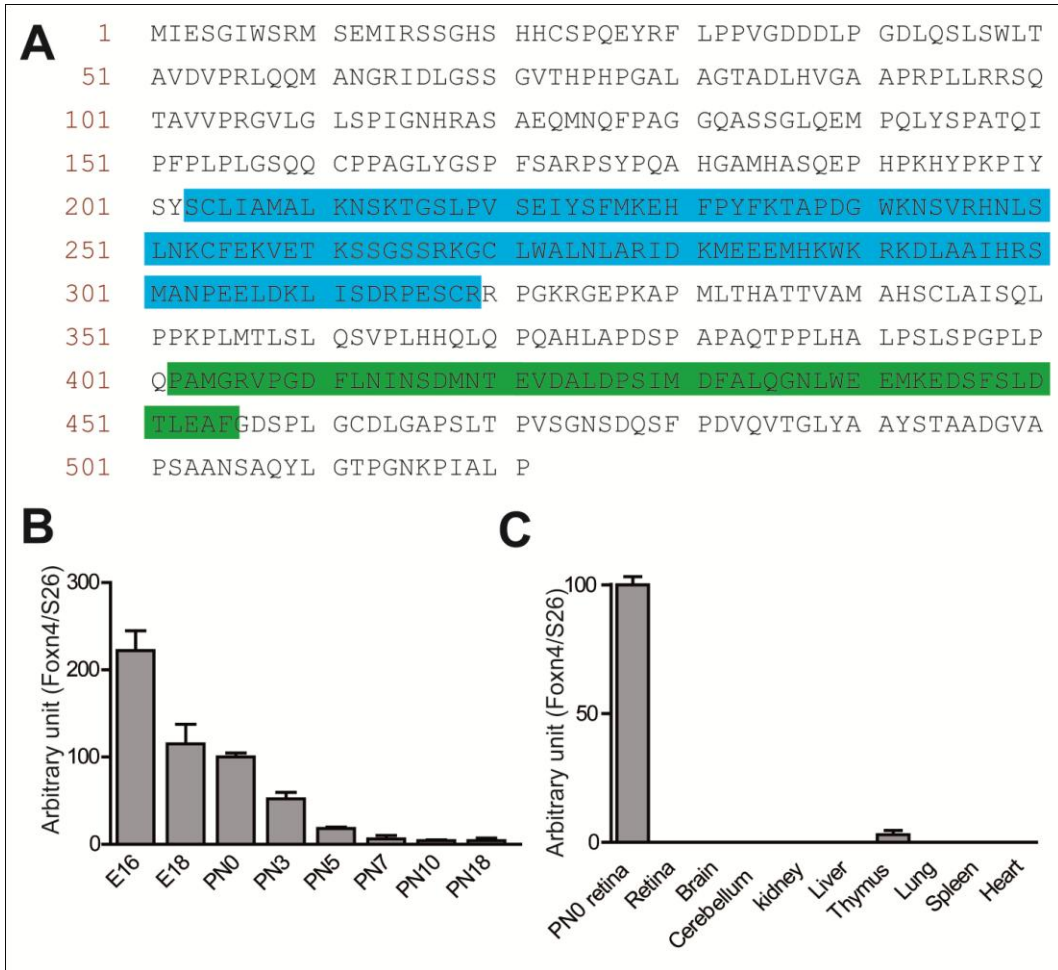 A
1 MIESGIWSRM SEMIRSSGHS HHCSPQEYRF LPPVGDDDLP GDLQSLSWLT
51 AVDVPRLQQM ANGRIDLGSS GVTHPHPGAL AGTADLHVGA APRPLLRRSQ
101 TAVVPRGVLG LSPIGNHRAS AEQMNQFPAG GQASSGLQEM PQLYSPATQI
151 PFPLPLGSQQ CPPAGLYGSP FSARPSYPQA HGAMHASQEP HPKHYPKPIY
201 SYSCLIAMAL KNSKTGSLPV SEIYSFMKEH FPYFKTAPDG WKNSVRHNLS
251 LNKCFEKVET KSSGSSRKGC LWALNLARID KMEEEMHKWK RKDLAAIHRS
301 MANPEELDKL ISDRPESCRR PGKRGEPKAP MLTHATTVAM AHSCLAISQL
351 PPKPLMTLSL QSVPLHHQLQ PQAHLAPDSP APAQTPPLHA LPSLSPGPLP
401 QPAMGRVPGD FLNINSDMNT EVDALDPSIM DFALQGNLWE EMKEDSFSLD
451 TLEAFGDSPL GCDLGAPSLT PVSGNSDQSF PDVQVTGLYA AYSTAADGVA
501 PSAANSAQYL GTPGNKPIAL P
B
Arbitrary unit (Foxn4/S26)
300
200
100
0
E16
E18
PN0
PN3
PN5
PN7
PN10
PN18
C
Arbitrary unit (Foxn4/S26)
100
50
0
PN0 retina
Retina
Brain
Cerebellum
kidney
Liver
Thymus
Lung
Spleen
Heart